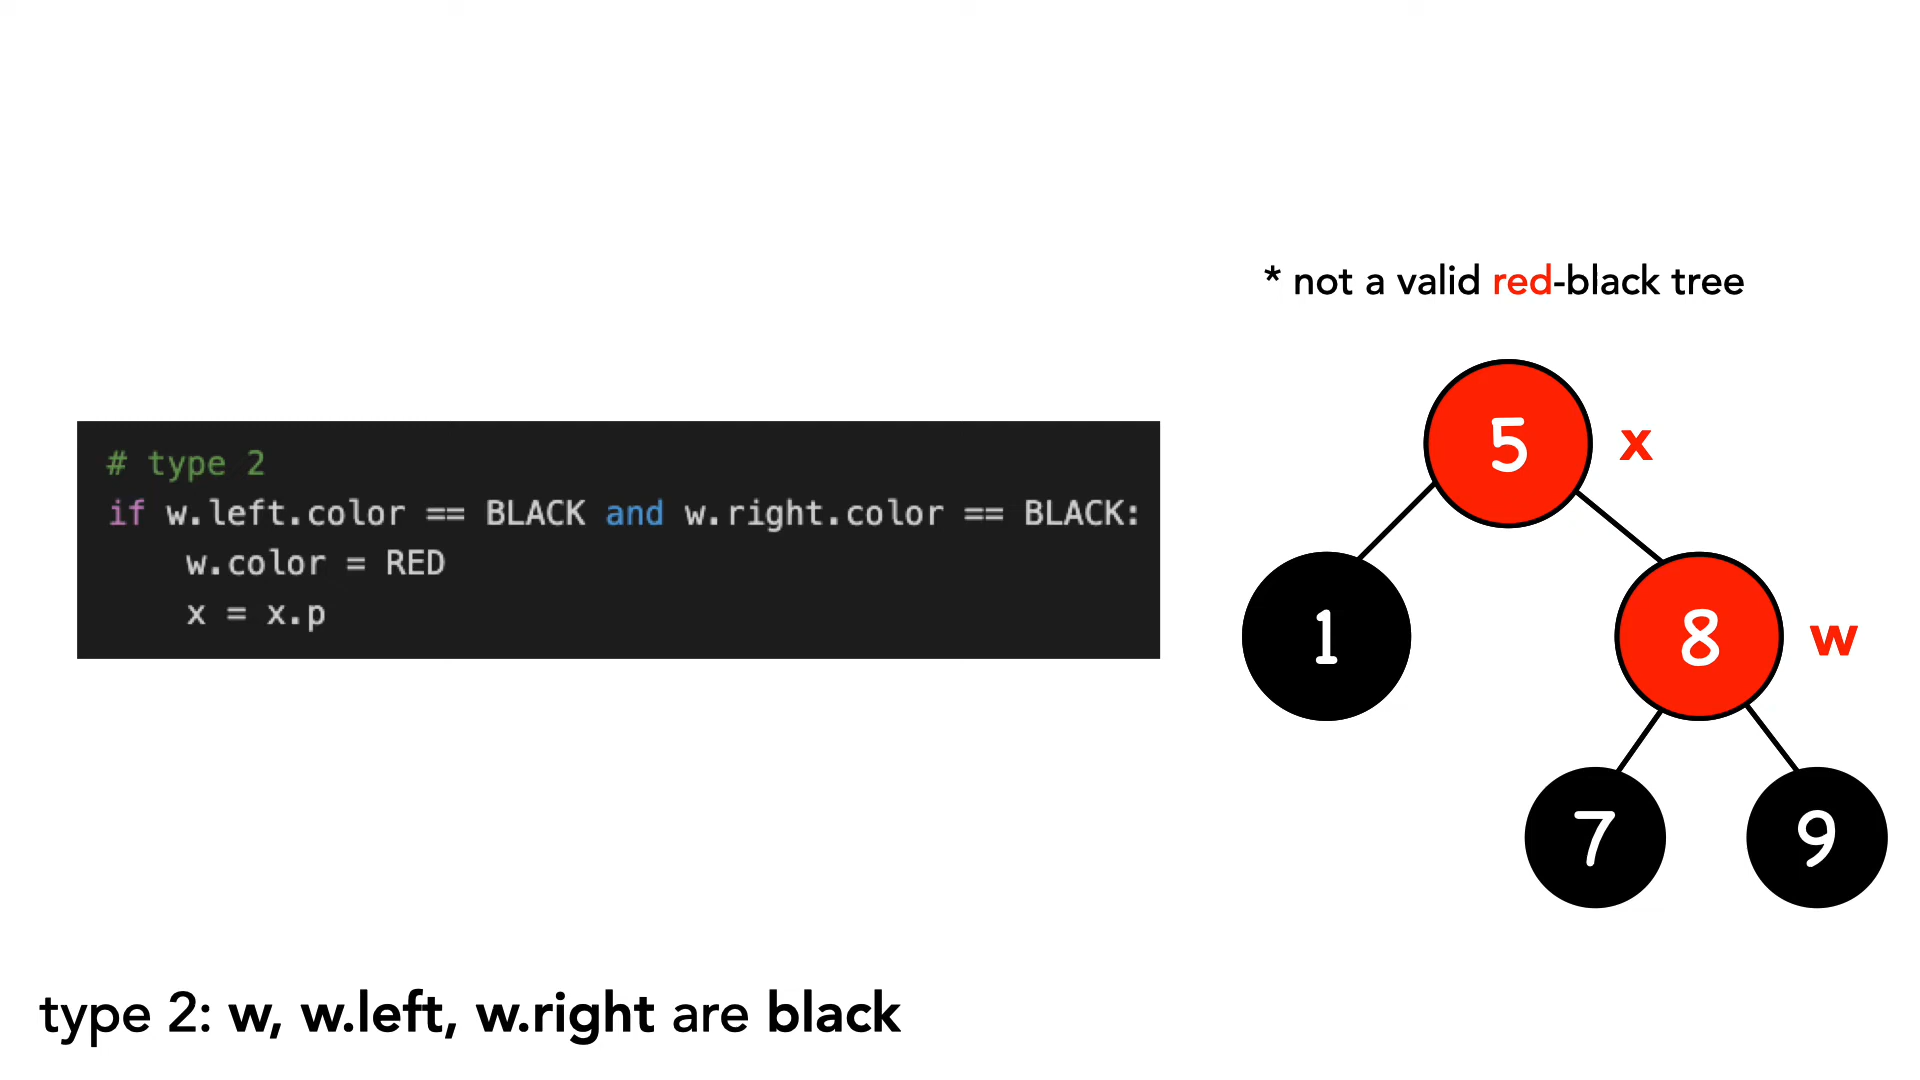 * not a valid red-black tree
# type 2
if w.left.color == BLACK and w.right.color == BLACK:
    w.color = RED
    x = x.p
5 x
1 8 w
7 9
type 2: w, w.left, w.right are black